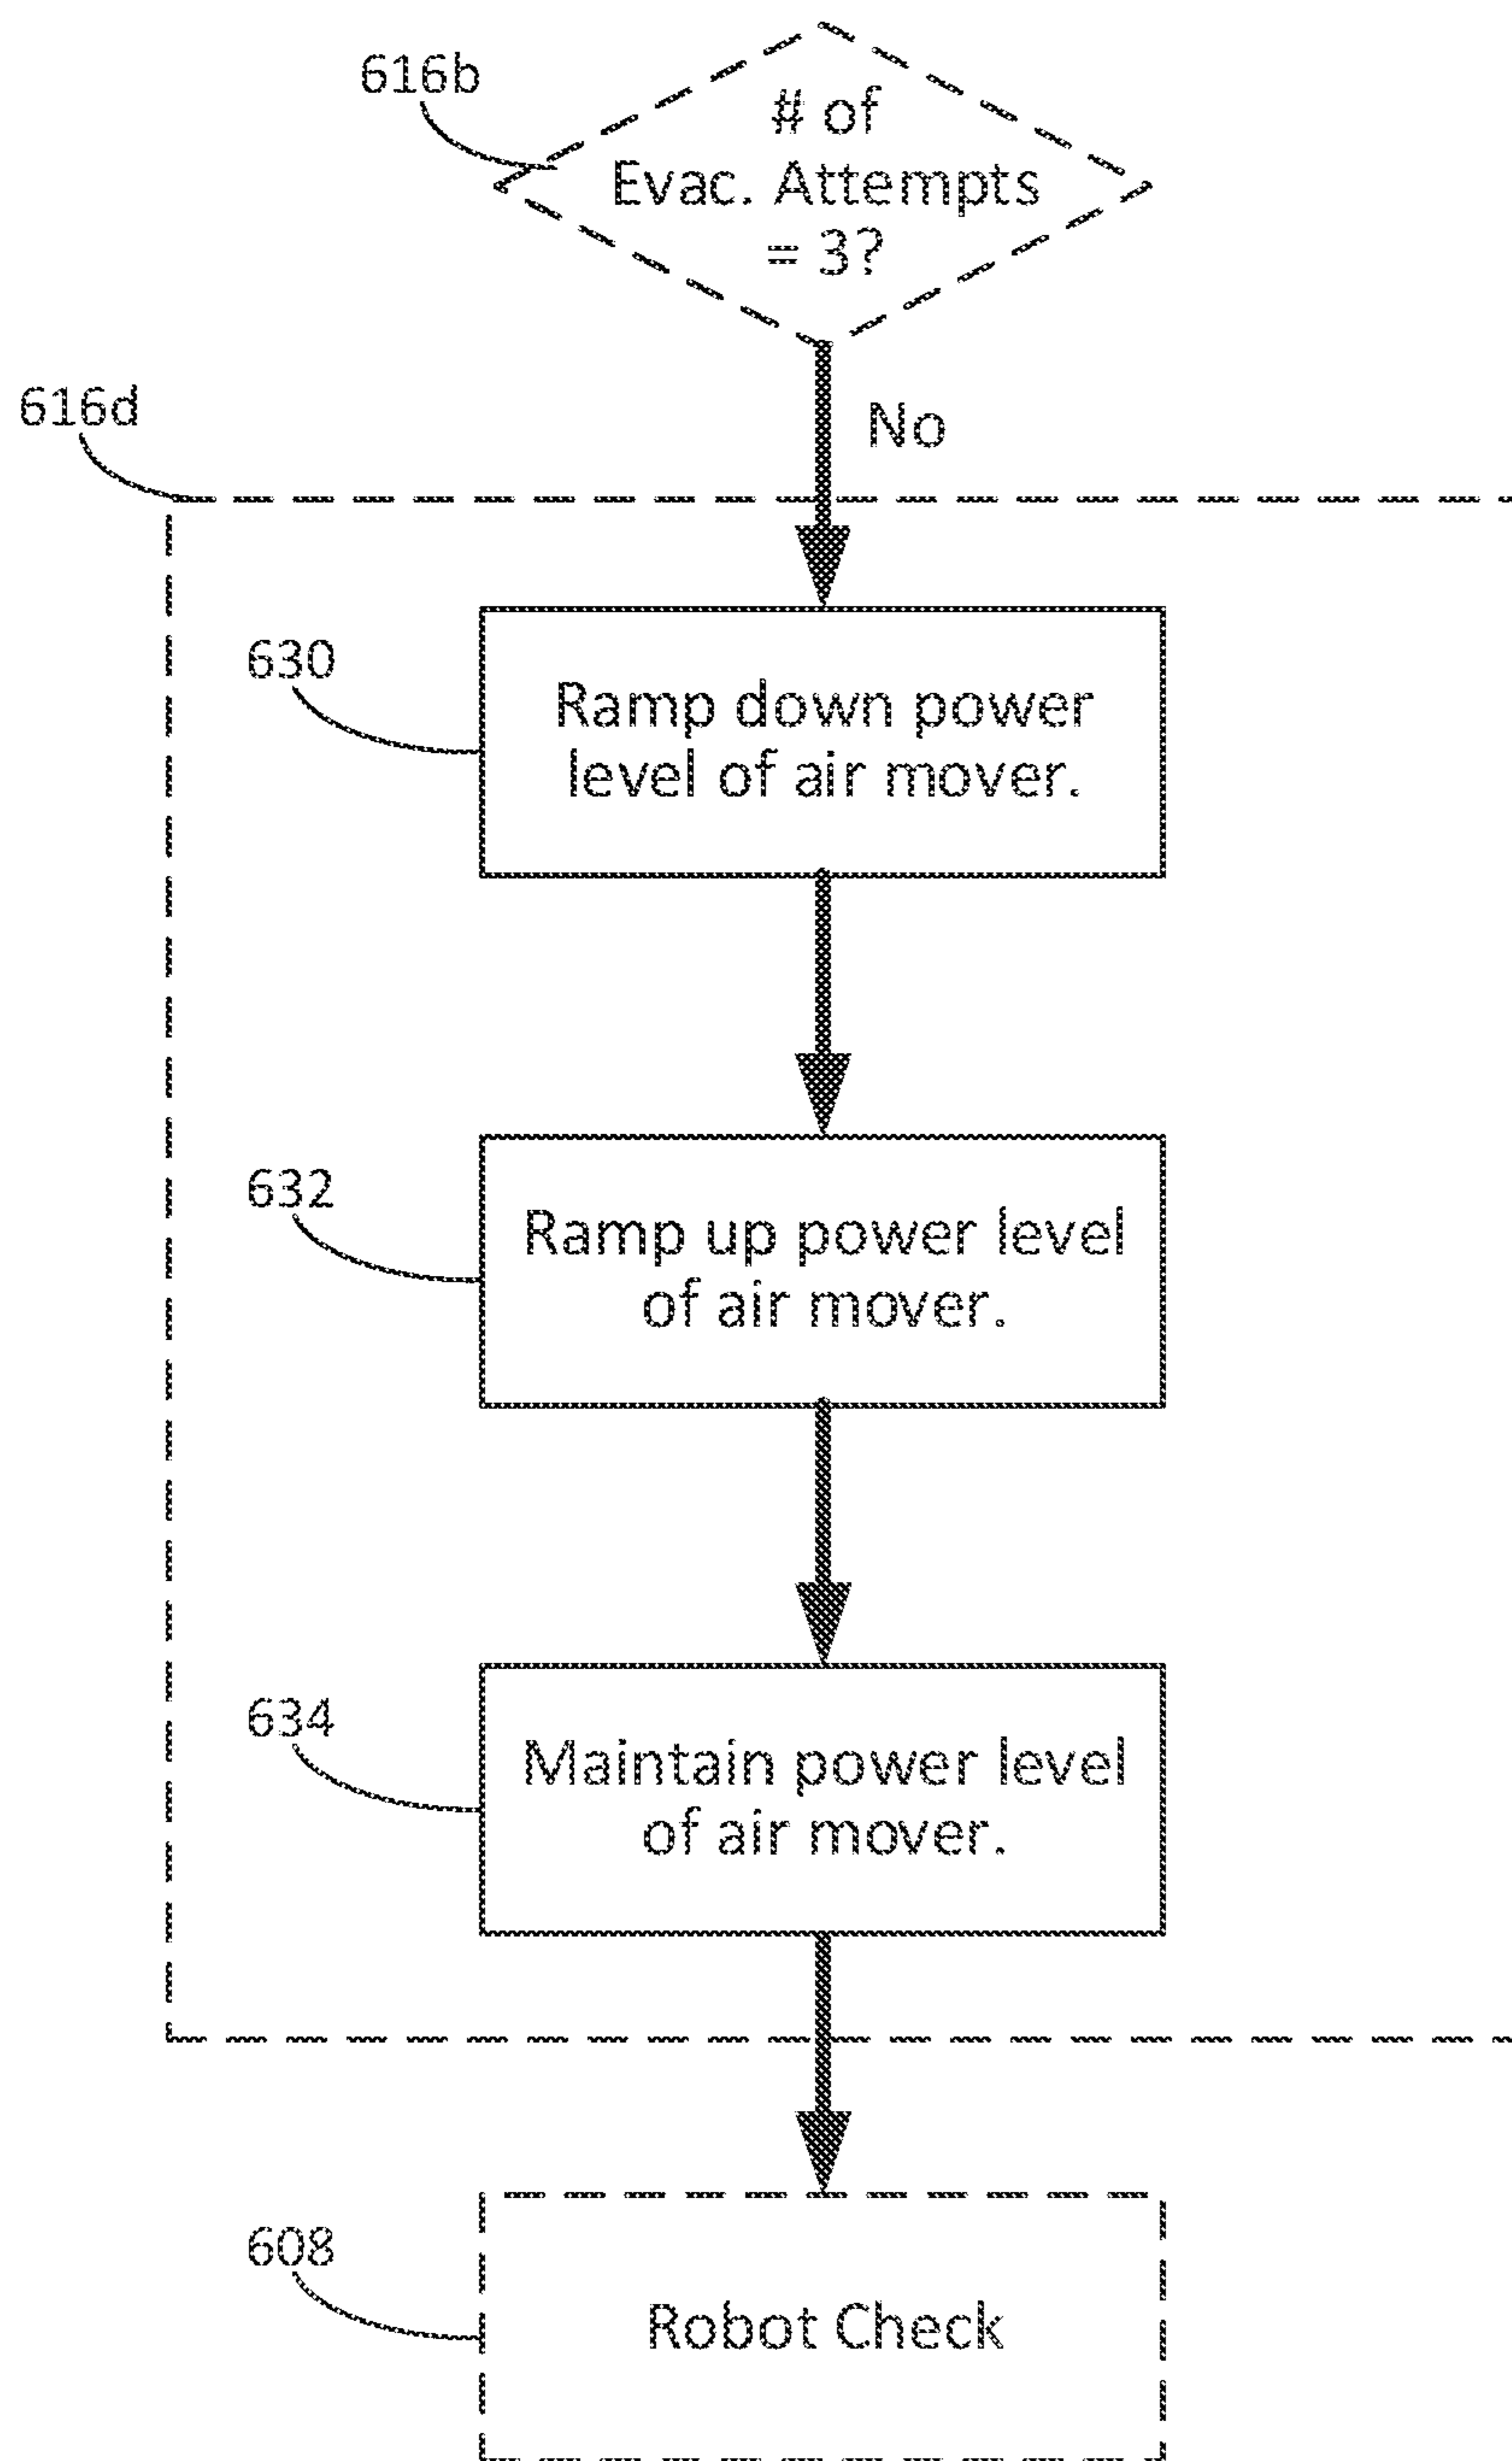 616b
# of
Evac. Attempts
= 3?
616d
No
630
Ramp down power
level of air mover.
632
Ramp up power level
of air mover.
634
Maintain power level
of air mover.
608
Robot Check